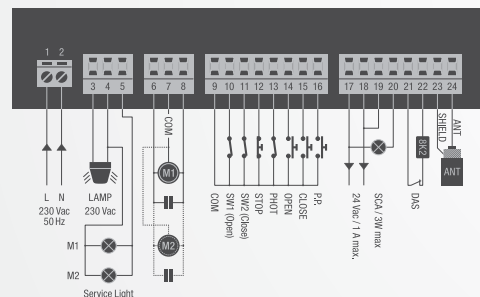 1 2
3 4 5
6 7 8
9 10 11 12 13 14 15 16
17 18 19 20 21 22 23 24
L N
230 Vac
50 Hz
LAMP
230 Vac
M1
M2
Service Light
COM
M1
M2
COM
SW1 (Open)
SW2 (Close)
STOP
PHOT
OPEN
CLOSE
P.P.
24 Vac / 1 A max.
SCA / 3W max
DAS
8K2
SHIELD
ANT
ANT